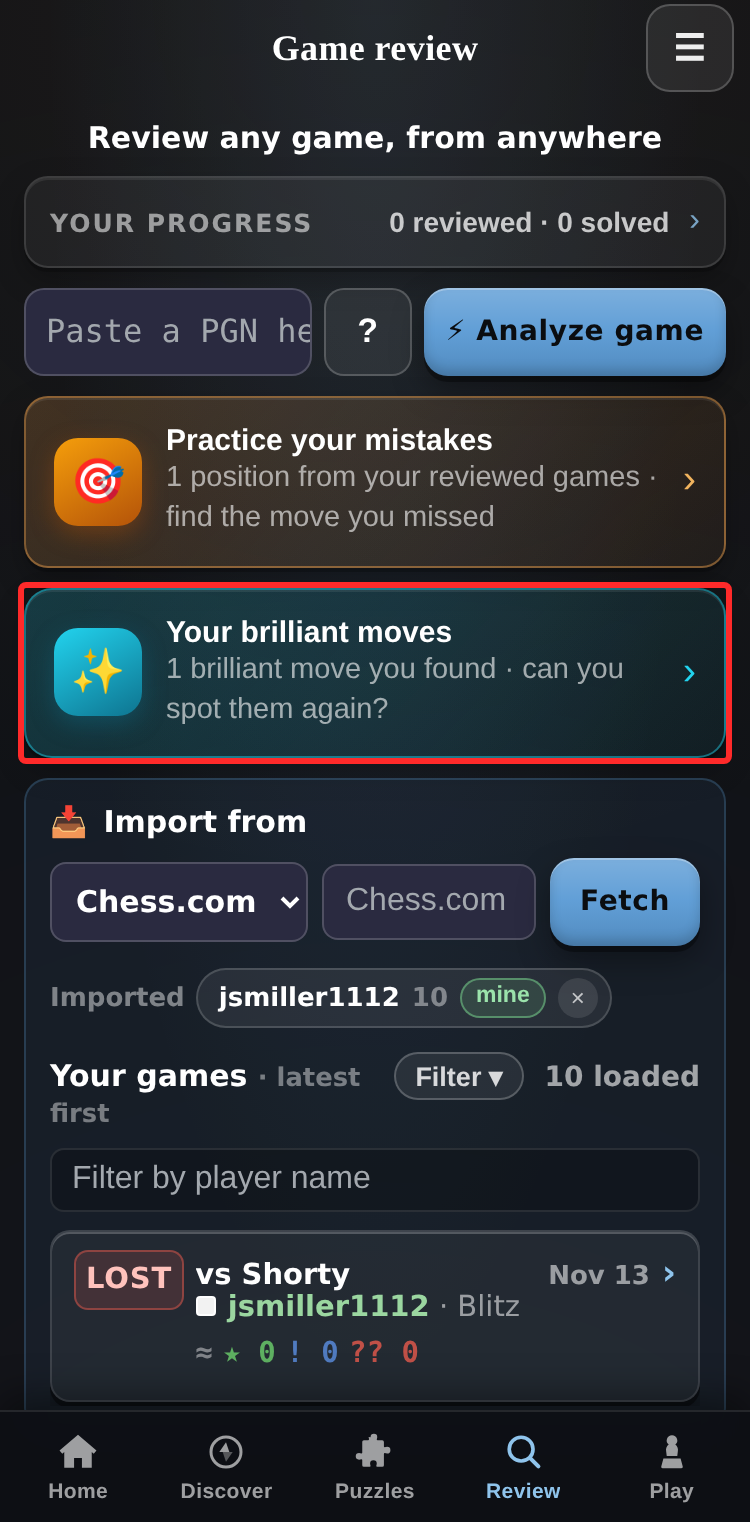 Game review
☰
Review any game, from anywhere
YOUR PROGRESS 0 reviewed · 0 solved ›
Paste a PGN he ? ⚡ Analyze game
Practice your mistakes
1 position from your reviewed games ·
find the move you missed
›
Your brilliant moves
1 brilliant move you found · can you
spot them again?
›
📥 Import from
Chess.com Chess.com Fetch
Imported jsmiller1112 10 mine ×
Your games · latest first
Filter ▾ 10 loaded
Filter by player name
LOST vs Shorty Nov 13 ›
jsmiller1112 · Blitz
≈ ★ 0 ! 0 ?? 0
Home Discover Puzzles Review Play